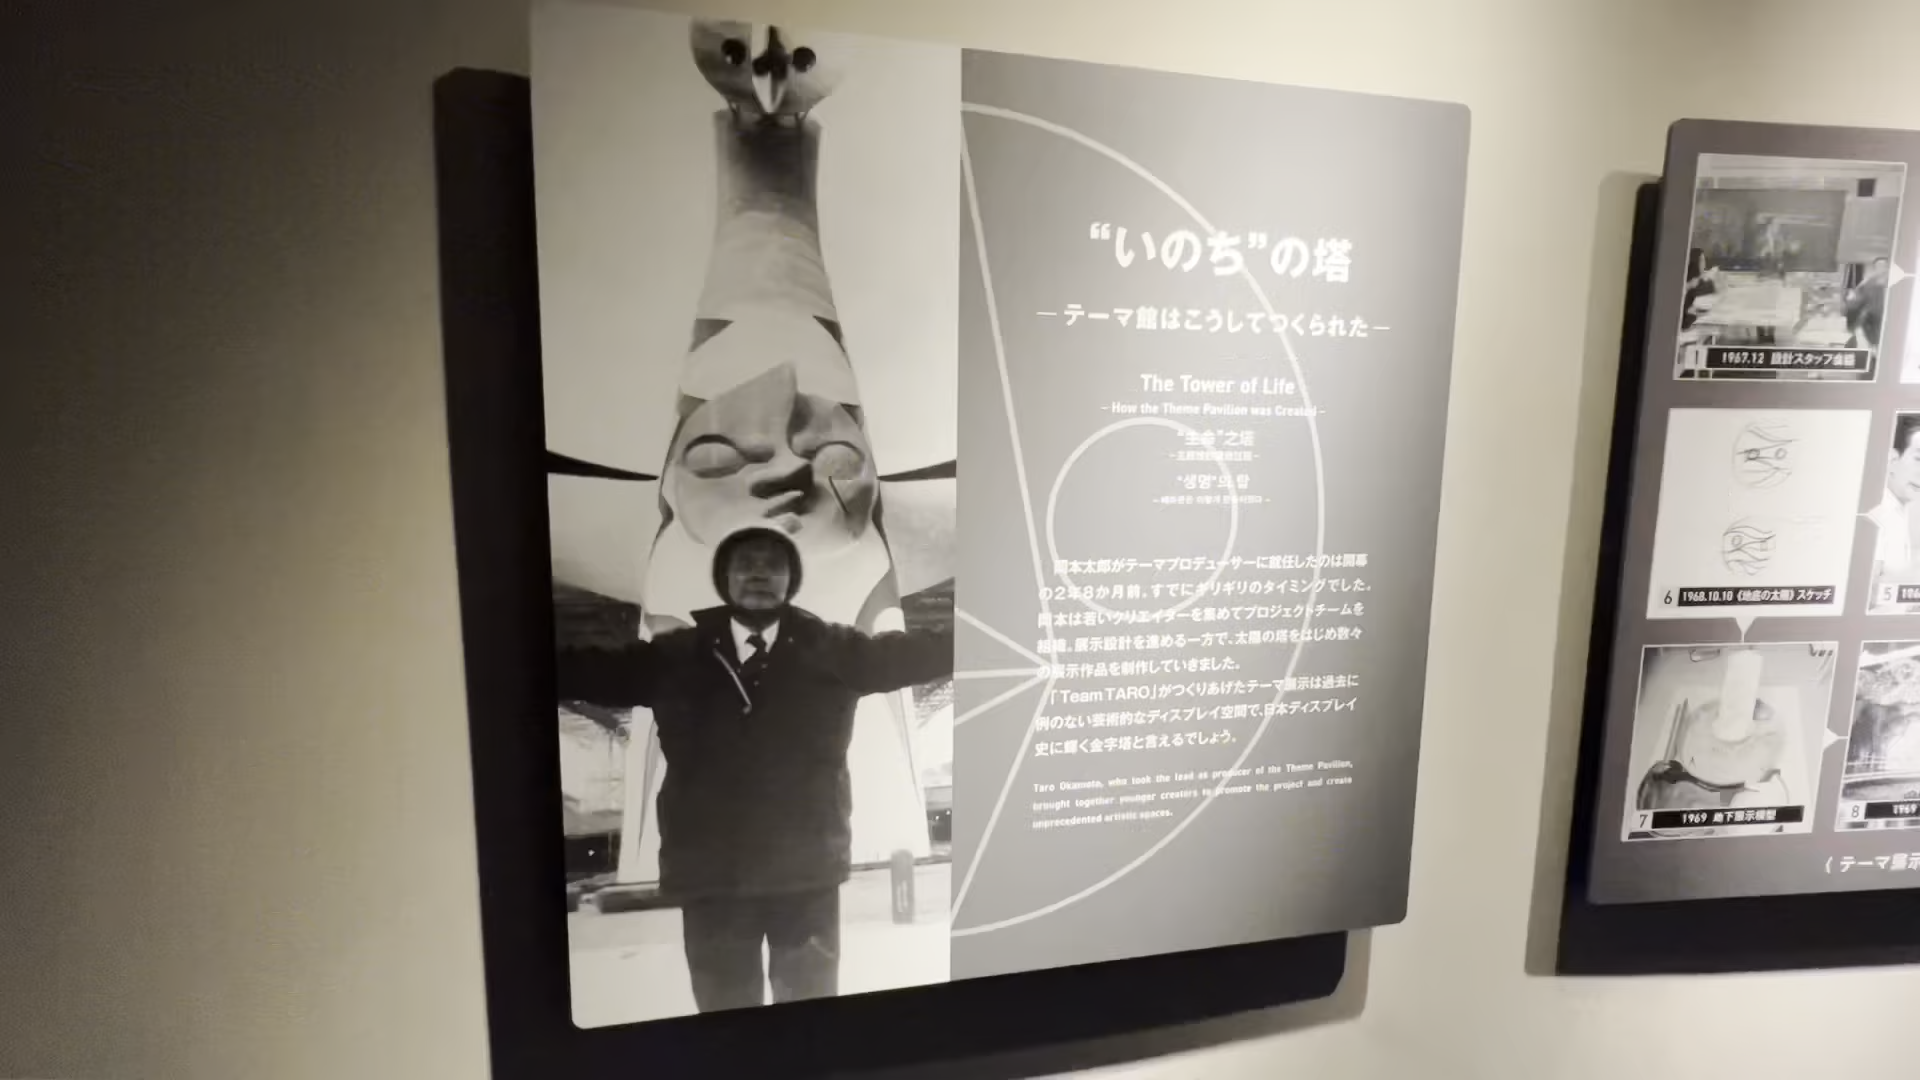 “いのち”の塔
―テーマ館はこうしてつくられた―
The Tower of Life
– How the Theme Pavilion was Created –
“生命”之塔
“생명”의 탑
岡本太郎がテーマプロデューサーに就任したのは開幕
の2年8か月前。すでにギリギリのタイミングでした。
岡本は若いクリエイターを集めてプロジェクトチームを
組織。展示設計を進める一方で、太陽の塔をはじめ数々
の展示作品を制作していきました。
「Team TARO」がつくりあげたテーマ展示は過去に
例のない芸術的なディスプレイ空間で、日本ディスプレイ
史に輝く金字塔と言えるでしょう。
Taro Okamoto, who took the lead as producer of the Theme Pavilion,
brought together younger creators to promote the project and create
unprecedented artistic spaces.
1 1967.12 設計スタッフ会議
6 1968.10.10《地底の太陽》スケッチ
5
7 1969 地下展示模型
8 1969
(テーマ展示